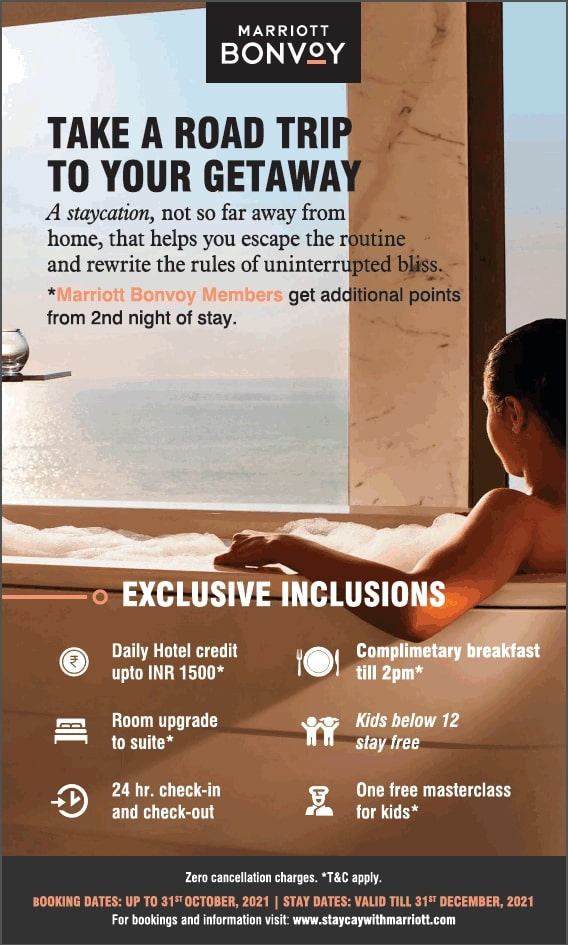 MARRIOTT
BONVOY
TAKE A ROAD TRIP
TO YOUR GETAWAY
A staycation, not so far away from
home, that helps you escape the routine
and rewrite the rules of uninterrupted bliss.
*Marriott Bonvoy Members get additional points
from 2nd night of stay.
EXCLUSIVE INCLUSIONS
Daily Hotel credit
upto INR 1500*
Complimetary breakfast
till 2pm*
Room upgrade
to suite*
Kids below 12
stay free
24 hr. check-in
and check-out
One free masterclass
for kids*
Zero cancellation charges. *T&C apply.
BOOKING DATES: UP TO 31ST OCTOBER, 2021 | STAY DATES: VALID TILL 31ST DECEMBER, 2021
For bookings and information visit: www.staycaywithmarriott.com